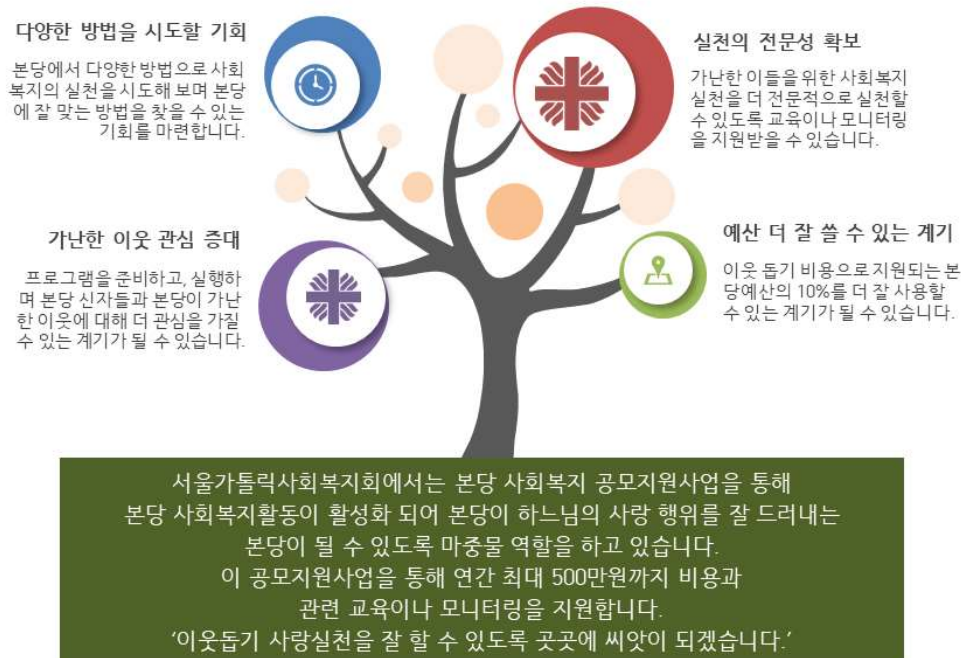 다양한 방법을 시도할 기회
본당에서 다양한 방법으로 사회
복지의 실천을 시도해 보며 본당
에 잘 맞는 방법을 찾을 수 있는
기회를 마련합니다.
실천의 전문성 확보
가난한 이들을 위한 사회복지
실천을 더 전문적으로 실천할
수 있도록 교육이나 모니터링
을 지원받을 수 있습니다.
가난한 이웃 관심 증대
프로그램을 준비하고, 실행하
며 본당 신자들과 본당이 가난
한 이웃에 대해 더 관심을 가질
수 있는 계기가 될 수 있습니다.
예산 더 잘 쓸 수 있는 계기
이웃 돕기 비용으로 지원되는 본
당예산의 10%를 더 잘 사용할
수 있는 계기가 될 수 있습니다.
서울가톨릭사회복지회에서는 본당 사회복지 공모지원사업을 통해
본당 사회복지활동이 활성화 되어 본당이 하느님의 사랑 행위를 잘 드러내는
본당이 될 수 있도록 마중물 역할을 하고 있습니다.
이 공모지원사업을 통해 연간 최대 500만원까지 비용과
관련 교육이나 모니터링을 지원합니다.
‘이웃돕기 사랑실천을 잘 할 수 있도록 곳곳에 씨앗이 되겠습니다.’